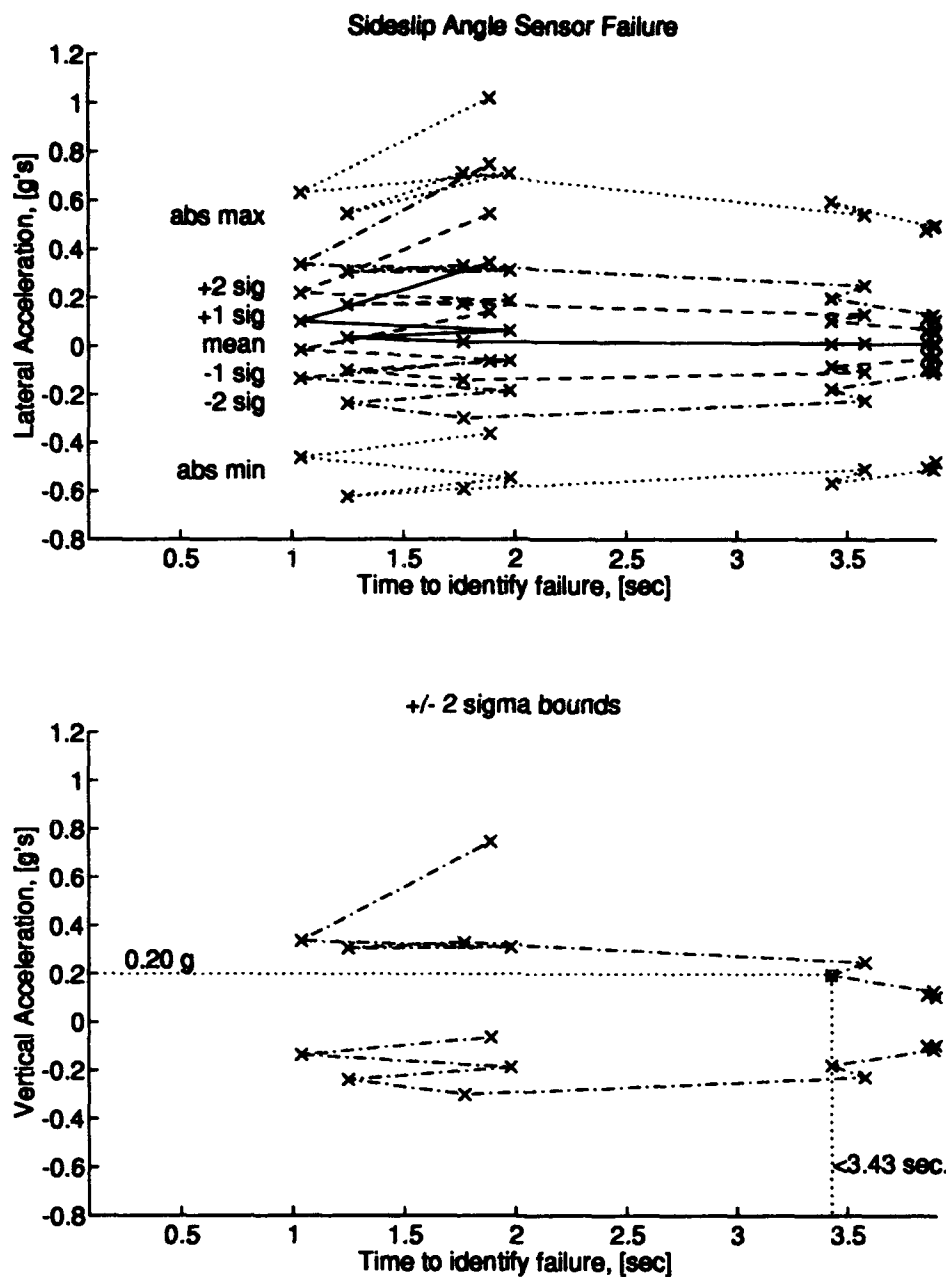 Sideslip Angle Sensor Failure
1.2
1
0.8
0.6
0.4
0.2
0
-0.2
-0.4
-0.6
-0.8
Lateral Acceleration, [g's]
abs max
+2 sig
+1 sig
mean
-1 sig
-2 sig
abs min
0.5
1
1.5
2
2.5
3
3.5
Time to identify failure, [sec]
+/- 2 sigma bounds
1.2
1
0.8
0.6
0.4
0.2
0
-0.2
-0.4
-0.6
-0.8
Vertical Acceleration, [g's]
0.20 g
<3.43 sec.
0.5
1
1.5
2
2.5
3
3.5
Time to identify failure, [sec]